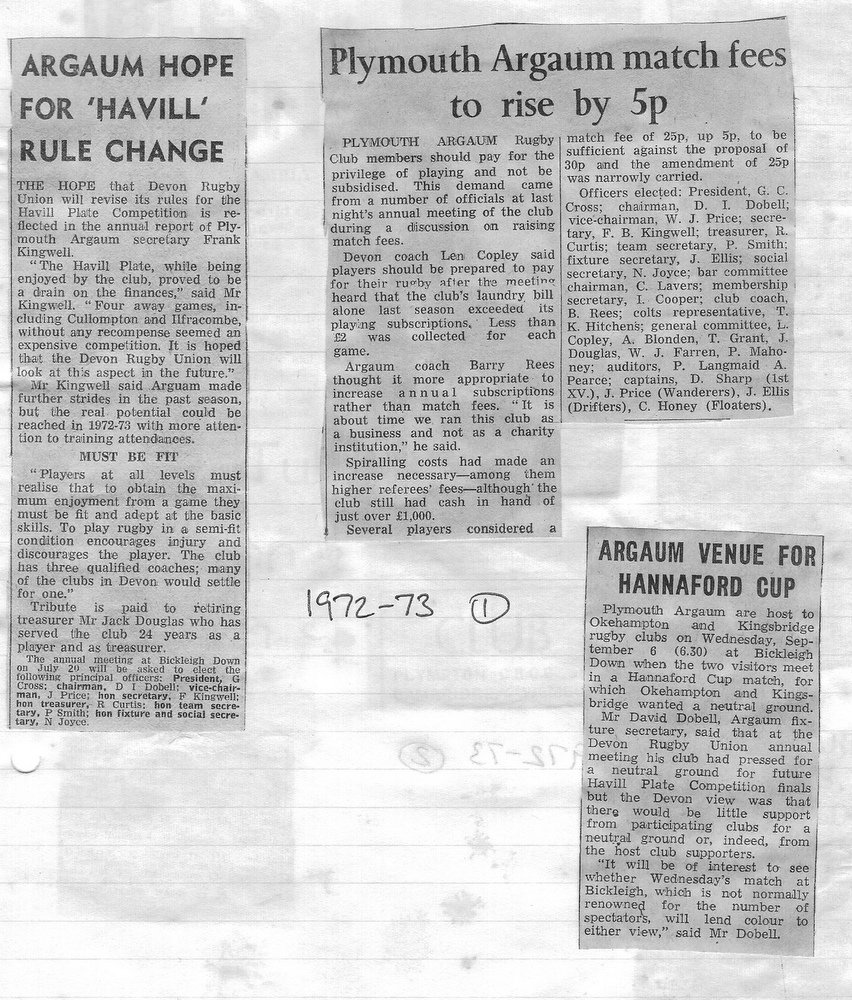 ARGAUM HOPE
FOR 'HAVILL'
RULE CHANGE
THE HOPE that Devon Rugby
Union will revise its rules for the
Havill Plate Competition is re-
flected in the annual report of Ply-
mouth Argaum secretary Frank
Kingwell.
"The Havill Plate, while being
enjoyed by the club, proved to be
a drain on the finances," said Mr
Kingwell. "Four away games, in-
cluding Cullompton and Ilfracombe,
without any recompense seemed an
expensive competition. It is hoped
that the Devon Rugby Union will
look at this aspect in the future."
Mr Kingwell said Arguam made
further strides in the past season,
but the real potential could be
reached in 1972-73 with more atten-
tion to training attendances.
MUST BE FIT
"Players at all levels must
realise that to obtain the maxi-
mum enjoyment from a game they
must be fit and adept at the basic
skills. To play rugby in a semi-fit
condition encourages injury and
discourages the player. The club
has three qualified coaches; many
of the clubs in Devon would settle
for one."
Tribute is paid to retiring
treasurer Mr Jack Douglas who has
served the club 24 years as a
player and as treasurer.
The annual meeting at Bickleigh Down
on July 20 will be asked to elect the
following principal officers: President, G
Cross; chairman, D I Dobell; vice-chair-
man, J Price; hon secretary, F Kingwell;
hon treasurer, R Curtis; hon team secre-
tary, P Smith; hon fixture and social secre-
tary, N Joyce.
Plymouth Argaum match fees
to rise by 5p
PLYMOUTH ARGAUM Rugby
Club members should pay for the
privilege of playing and not be
subsidised. This demand came
from a number of officials at last
night's annual meeting of the club
during a discussion on raising
match fees.
Devon coach Len Copley said
players should be prepared to pay
for their rugby after the meeting
heard that the club's laundry bill
alone last season exceeded its
playing subscriptions. Less than
£2 was collected for each
game.
Argaum coach Barry Rees
thought it more appropriate to
increase annual subscriptions
rather than match fees. "It is
about time we ran this club as
a business and not as a charity
institution," he said.
Spiralling costs had made an
increase necessary—among them
higher referees' fees—although the
club still had cash in hand of
just over £1,000.
Several players considered a
match fee of 25p, up 5p, to be
sufficient against the proposal of
30p and the amendment of 25p
was narrowly carried.
Officers elected: President, G. C.
Cross; chairman, D. I. Dobell;
vice-chairman, W. J. Price; secre-
tary, F. B. Kingwell; treasurer, R.
Curtis; team secretary, P. Smith;
fixture secretary, J. Ellis; social
secretary, N. Joyce; bar committee
chairman, C. Lavers; membership
secretary, I. Cooper; club coach,
B. Rees; colts representative, T.
K. Hitchens; general committee, L.
Copley, A. Blonden, T. Grant, J.
Douglas, W. J. Farren, P. Maho-
ney; auditors, P. Langmaid A.
Pearce; captains, D. Sharp (1st
XV.), J. Price (Wanderers), J. Ellis
(Drifters), C. Honey (Floaters).
1972-73 1
ARGAUM VENUE FOR
HANNAFORD CUP
Plymouth Argaum are host to
Okehampton and Kingsbridge
rugby clubs on Wednesday, Sep-
tember 6 (6.30) at Bickleigh
Down when the two visitors meet
in a Hannaford Cup match, for
which Okehampton and Kings-
bridge wanted a neutral ground.
Mr David Dobell, Argaum fix-
ture secretary, said that at the
Devon Rugby Union annual
meeting his club had pressed for
a neutral ground for future
Havill Plate Competition finals
but the Devon view was that
there would be little support
from participating clubs for a
neutral ground or, indeed, from
the host club supporters.
"It will be of interest to see
whether Wednesday's match at
Bickleigh, which is not normally
renowned for the number of
spectators, will lend colour to
either view," said Mr Dobell.